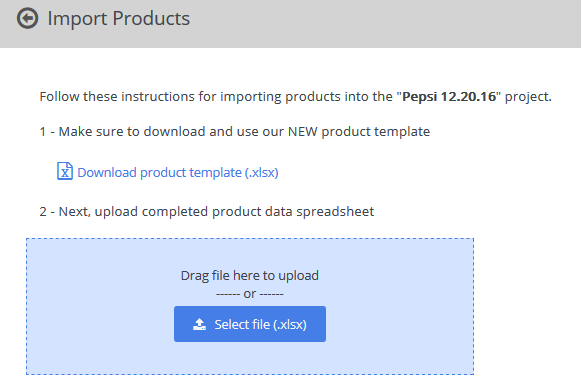 Import Products
Follow these instructions for importing products into the "Pepsi 12.20.16" project.
1 - Make sure to download and use our NEW product template
Download product template (.xlsx)
2 - Next, upload completed product data spreadsheet
Drag file here to upload
------ or ------
Select file (.xlsx)